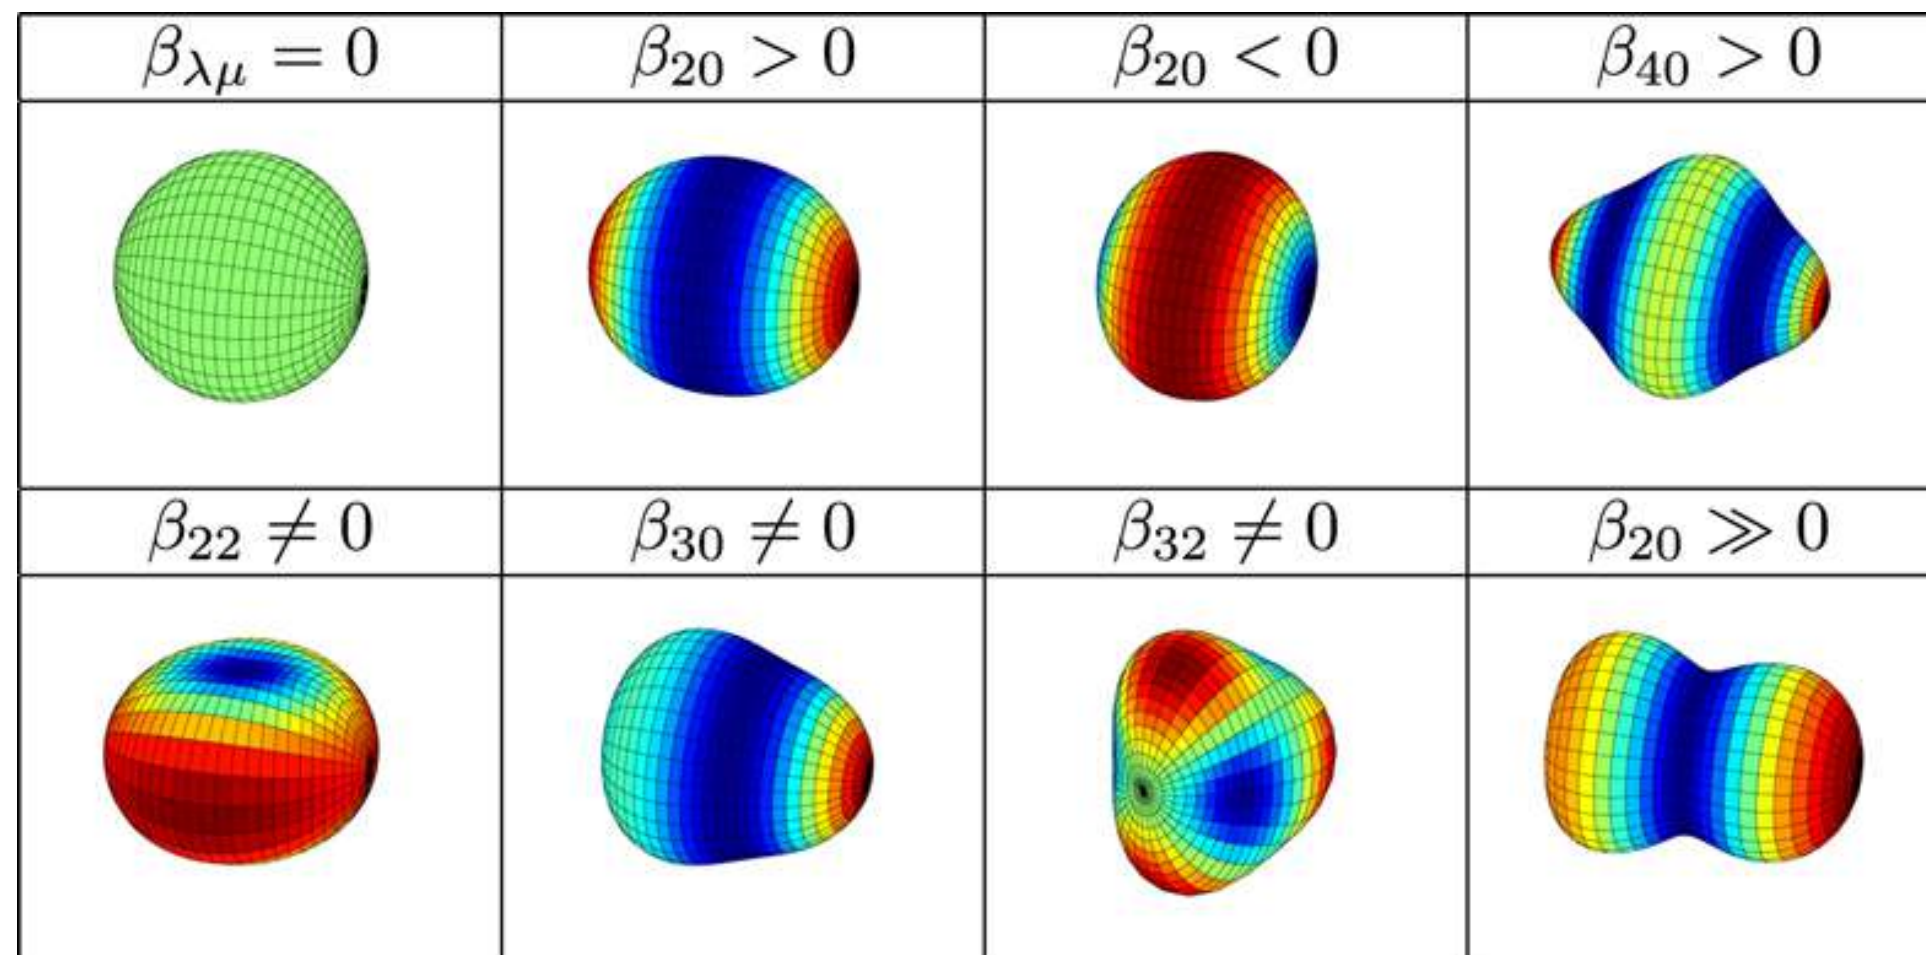 β_{λμ} = 0
β_{20} > 0
β_{20} < 0
β_{40} > 0
β_{22} ≠ 0
β_{30} ≠ 0
β_{32} ≠ 0
β_{20} ≫ 0